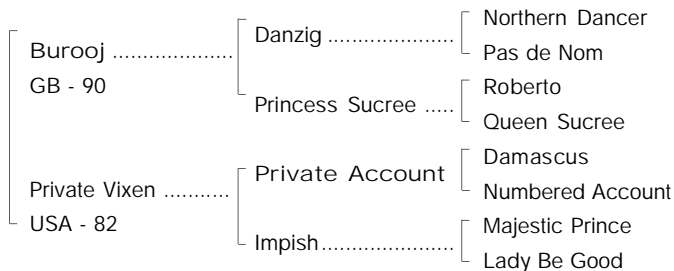 Burooj ....................
GB - 90
Private Vixen ...........
USA - 82
Danzig .....................
Princess Sucree .....
Private Account
Impish......................
Northern Dancer
Pas de Nom
Roberto
Queen Sucree
Damascus
Numbered Account
Majestic Prince
Lady Be Good